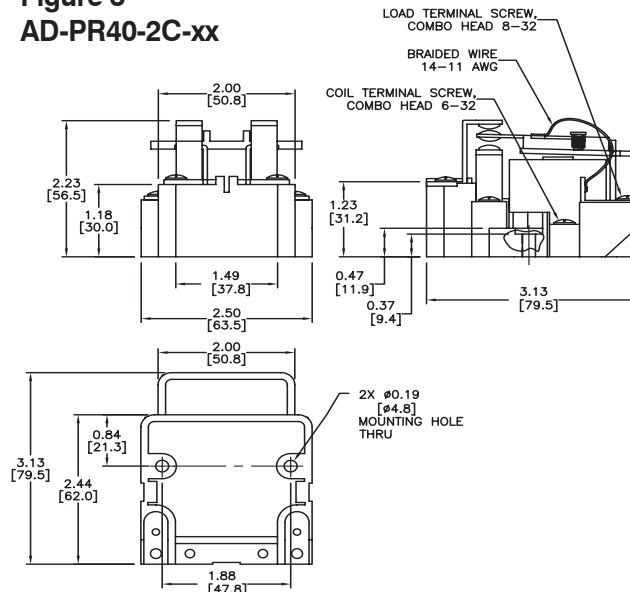 AD-PR40-2C-xx
LOAD TERMINAL SCREW,
COMBO HEAD 8-32
BRAIDED WIRE
14-11 AWG
COIL TERMINAL SCREW,
COMBO HEAD 6-32
2.00
[50.8]
2.23
[56.5]
1.18
[30.0]
1.49
[37.8]
2.50
[63.5]
1.23
[31.2]
0.47
[11.9]
0.37
[9.4]
3.13
[79.5]
2.00
[50.8]
2X ø0.19
[ø4.8]
MOUNTING HOLE
THRU
0.84
[21.3]
3.13
[79.5]
2.44
[62.0]
1.88
[47.8]